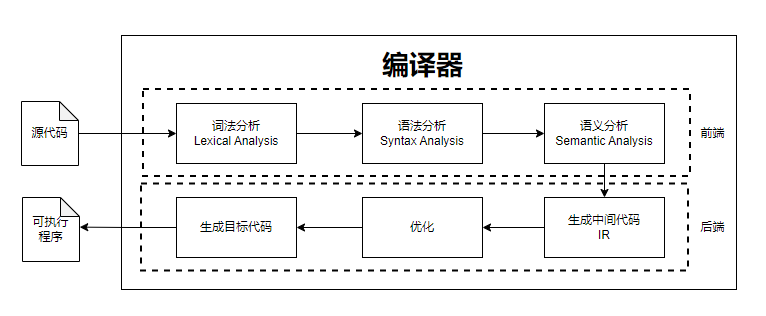 编译器
源代码
词法分析
Lexical Analysis
语法分析
Syntax Analysis
语义分析
Semantic Analysis
前端
可执行
程序
生成目标代码
优化
生成中间代码
IR
后端